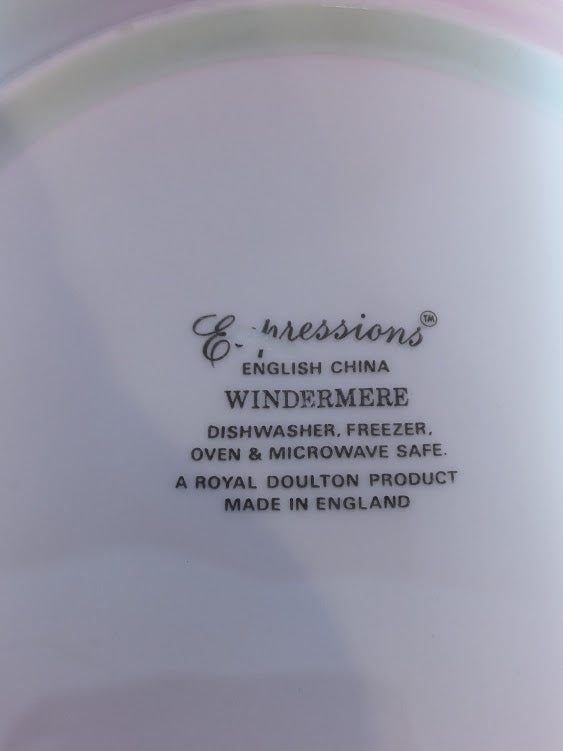 Expressions™
ENGLISH CHINA
WINDERMERE
DISHWASHER, FREEZER,
OVEN & MICROWAVE SAFE.
A ROYAL DOULTON PRODUCT
MADE IN ENGLAND